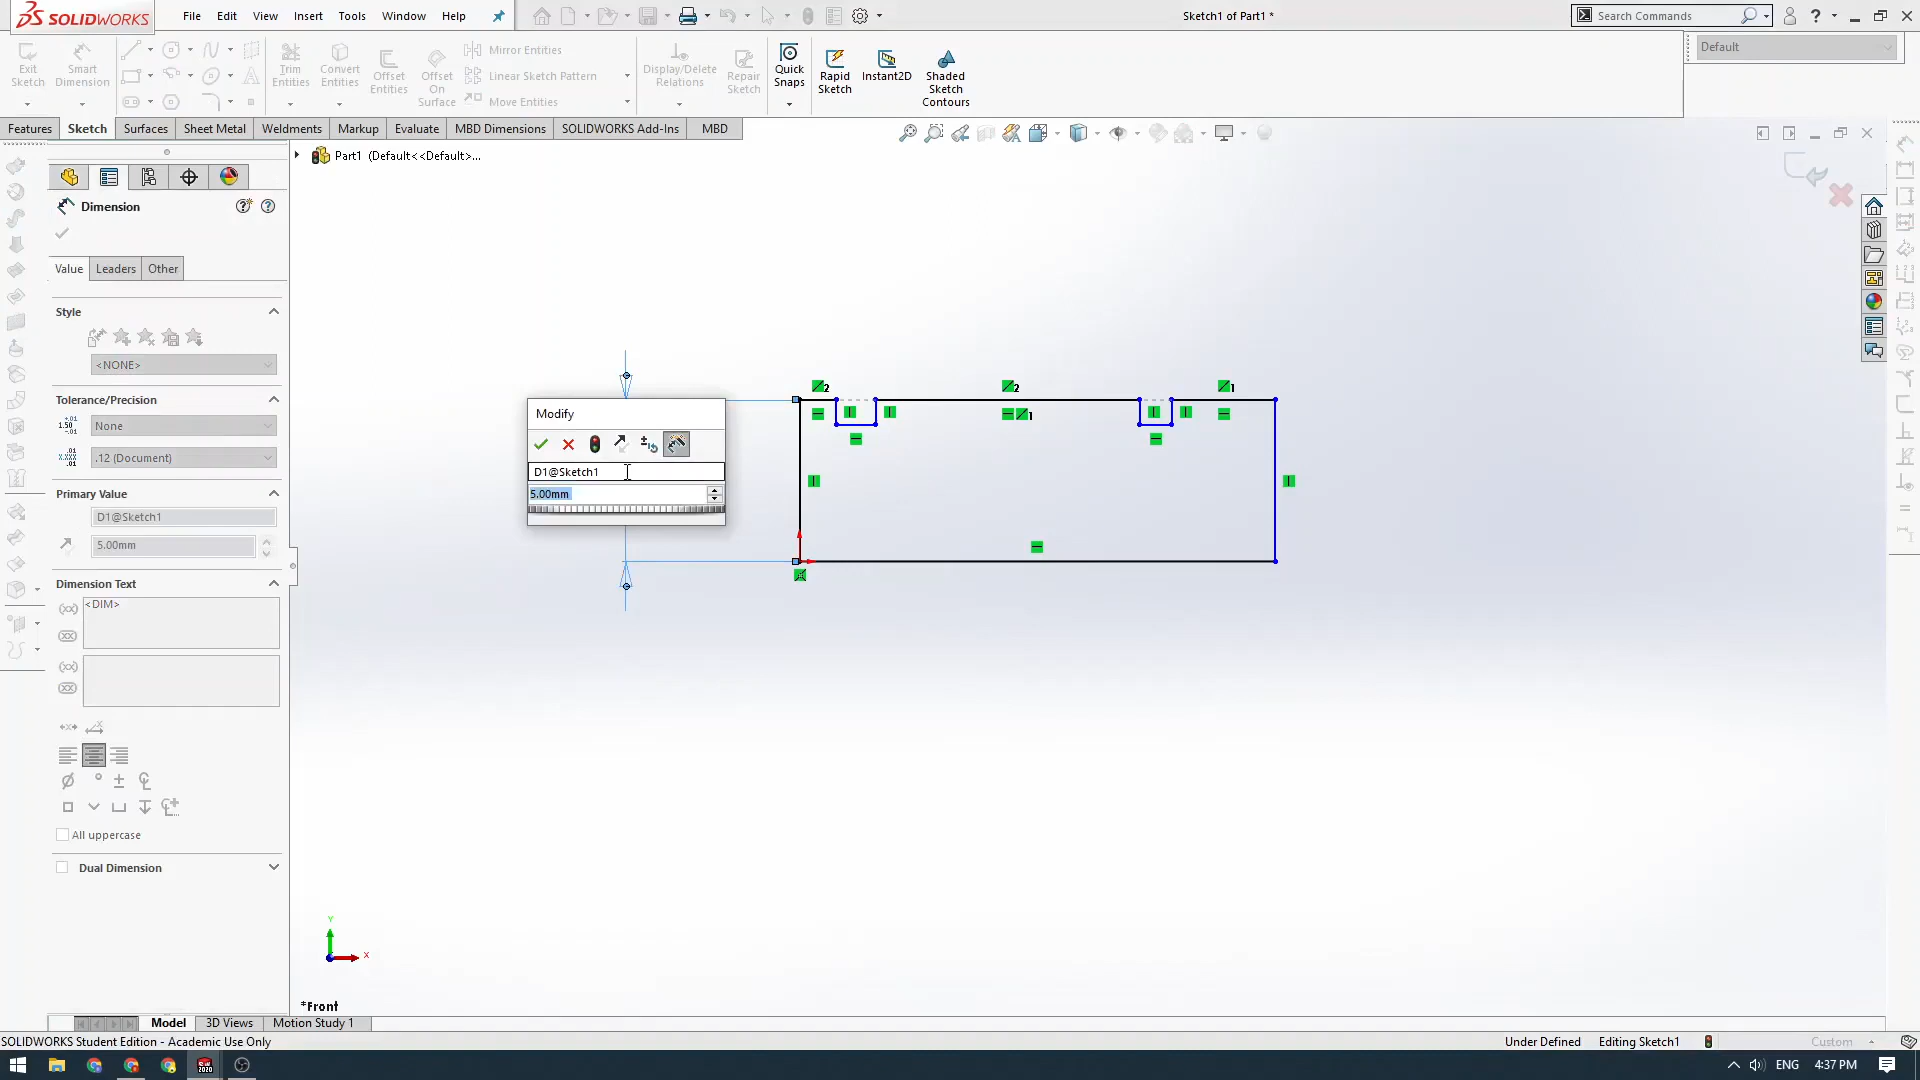 SOLIDWORKS
File Edit View Insert Tools Window Help
Sketch1 of Part1 *
Search Commands
Exit Sketch
Smart Dimension
Trim Entities
Convert Entities
Offset Entities
Offset On Surface
Mirror Entities
Linear Sketch Pattern
Move Entities
Display/Delete Relations
Repair Sketch
Quick Snaps
Rapid Sketch
Instant2D
Shaded Sketch Contours
Default
Features Sketch Surfaces Sheet Metal Weldments Markup Evaluate MBD Dimensions SOLIDWORKS Add-Ins MBD
Part1 (Default<<Default>...
Dimension
Value Leaders Other
Style
<NONE>
Tolerance/Precision
None
.12 (Document)
Primary Value
D1@Sketch1
5.00mm
Dimension Text
<DIM>
All uppercase
Dual Dimension
Modify
D1@Sketch1
5.00mm
2
2
1
1
Y
X
*Front
Model 3D Views Motion Study 1
SOLIDWORKS Student Edition - Academic Use Only
Under Defined Editing Sketch1 Custom
ENG 4:37 PM